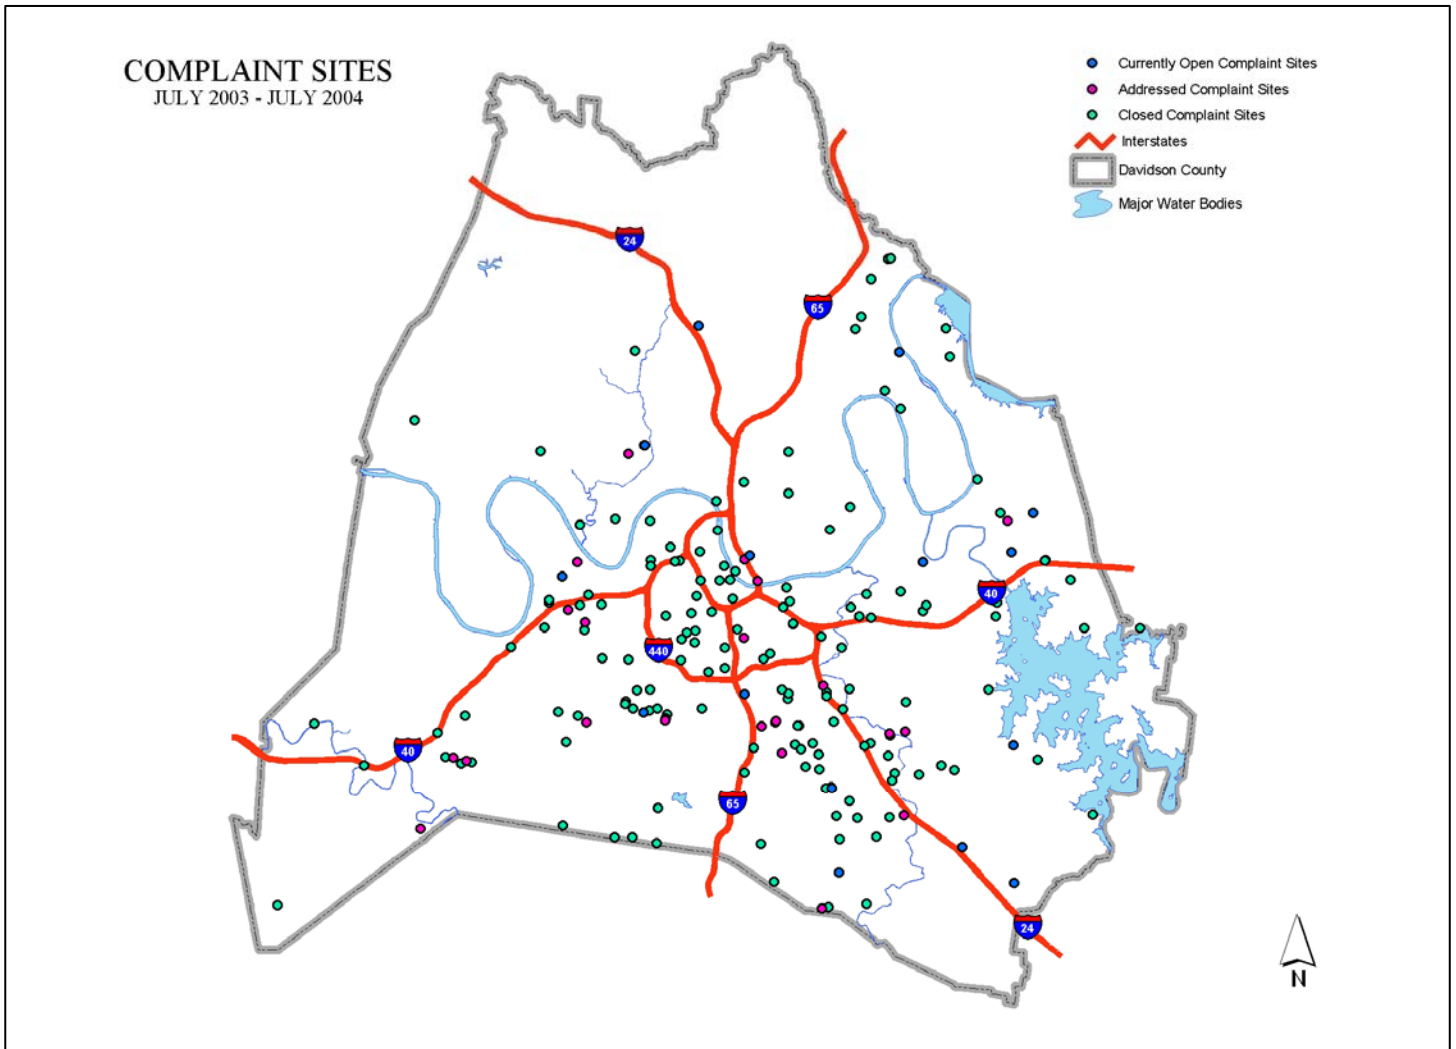 COMPLAINT SITES
JULY 2003 - JULY 2004
Currently Open Complaint Sites
Addressed Complaint Sites
Closed Complaint Sites
Interstates
Davidson County
Major Water Bodies
24
65
40
440
40
65
24
N